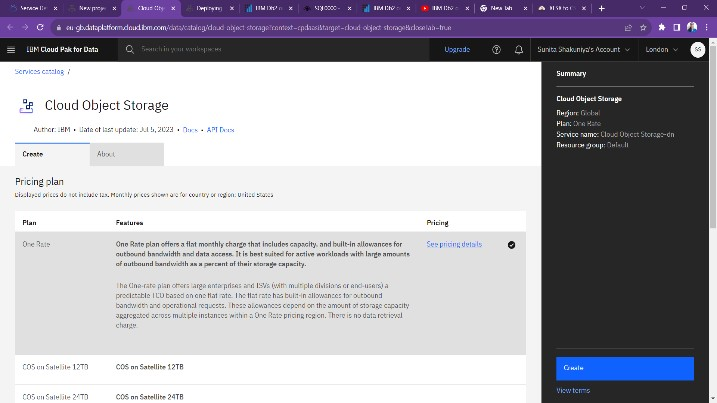 Service De
New projec
Cloud Obj
Deploying
IBM Db2 o
SQL0000
IBM Db2 o
IBM Db2 o
New Tab
XLSX to C
eu-gb.dataplatform.cloud.ibm.com/data/catalog/cloud-object-storage?context=cpdaas&target=cloud-object-storage&close=lab=true
IBM Cloud Pak for Data
Search in your workspaces
Upgrade
Sunita Shakuniya's Account
London
SS
Services catalog /
Cloud Object Storage
Author: IBM • Date of last update: Jul 5, 2023 • Docs • API Docs
Create
About
Pricing plan
Displayed prices do not include tax. Monthly prices shown are for country or region: United States
Plan Features Pricing
One Rate
One Rate plan offers a flat monthly charge that includes capacity, and built-in allowances for
outbound bandwidth and data access. It is best suited for active workloads with large amounts
of outbound bandwidth as a percent of their storage capacity.
See pricing details
The One-rate plan offers large enterprises and ISVs (with multiple divisions or end-users) a
predictable TCO based on one flat rate. The flat rate has built-in allowances for outbound
bandwidth and operational requests. These allowances depend on the amount of storage capacity
aggregated across multiple instances within a One Rate pricing region. There is no data retrieval
charge.
COS on Satellite 12TB COS on Satellite 12TB
COS on Satellite 24TB COS on Satellite 24TB
Summary
Cloud Object Storage
Region: Global
Plan: One Rate
Service name: Cloud Object Storage-dn
Resource group: Default
Create
View terms